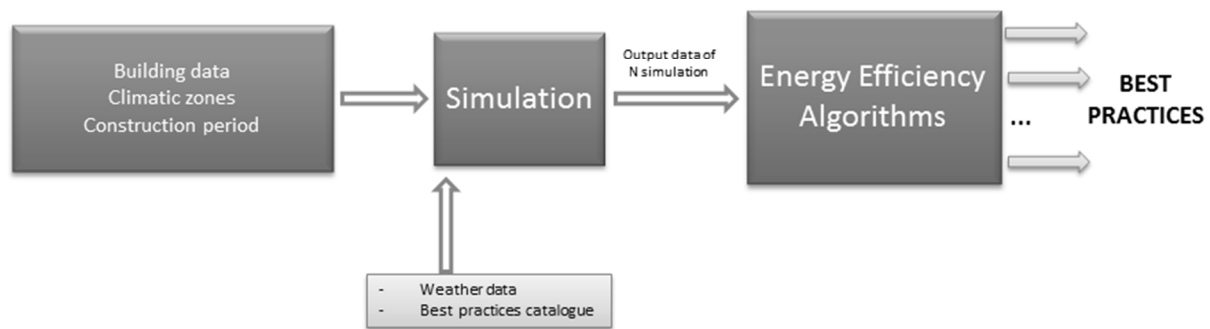 Building data
Climatic zones
Construction period
Simulation
Output data of
N simulation
Energy Efficiency
Algorithms
...
BEST
PRACTICES
- Weather data
- Best practices catalogue